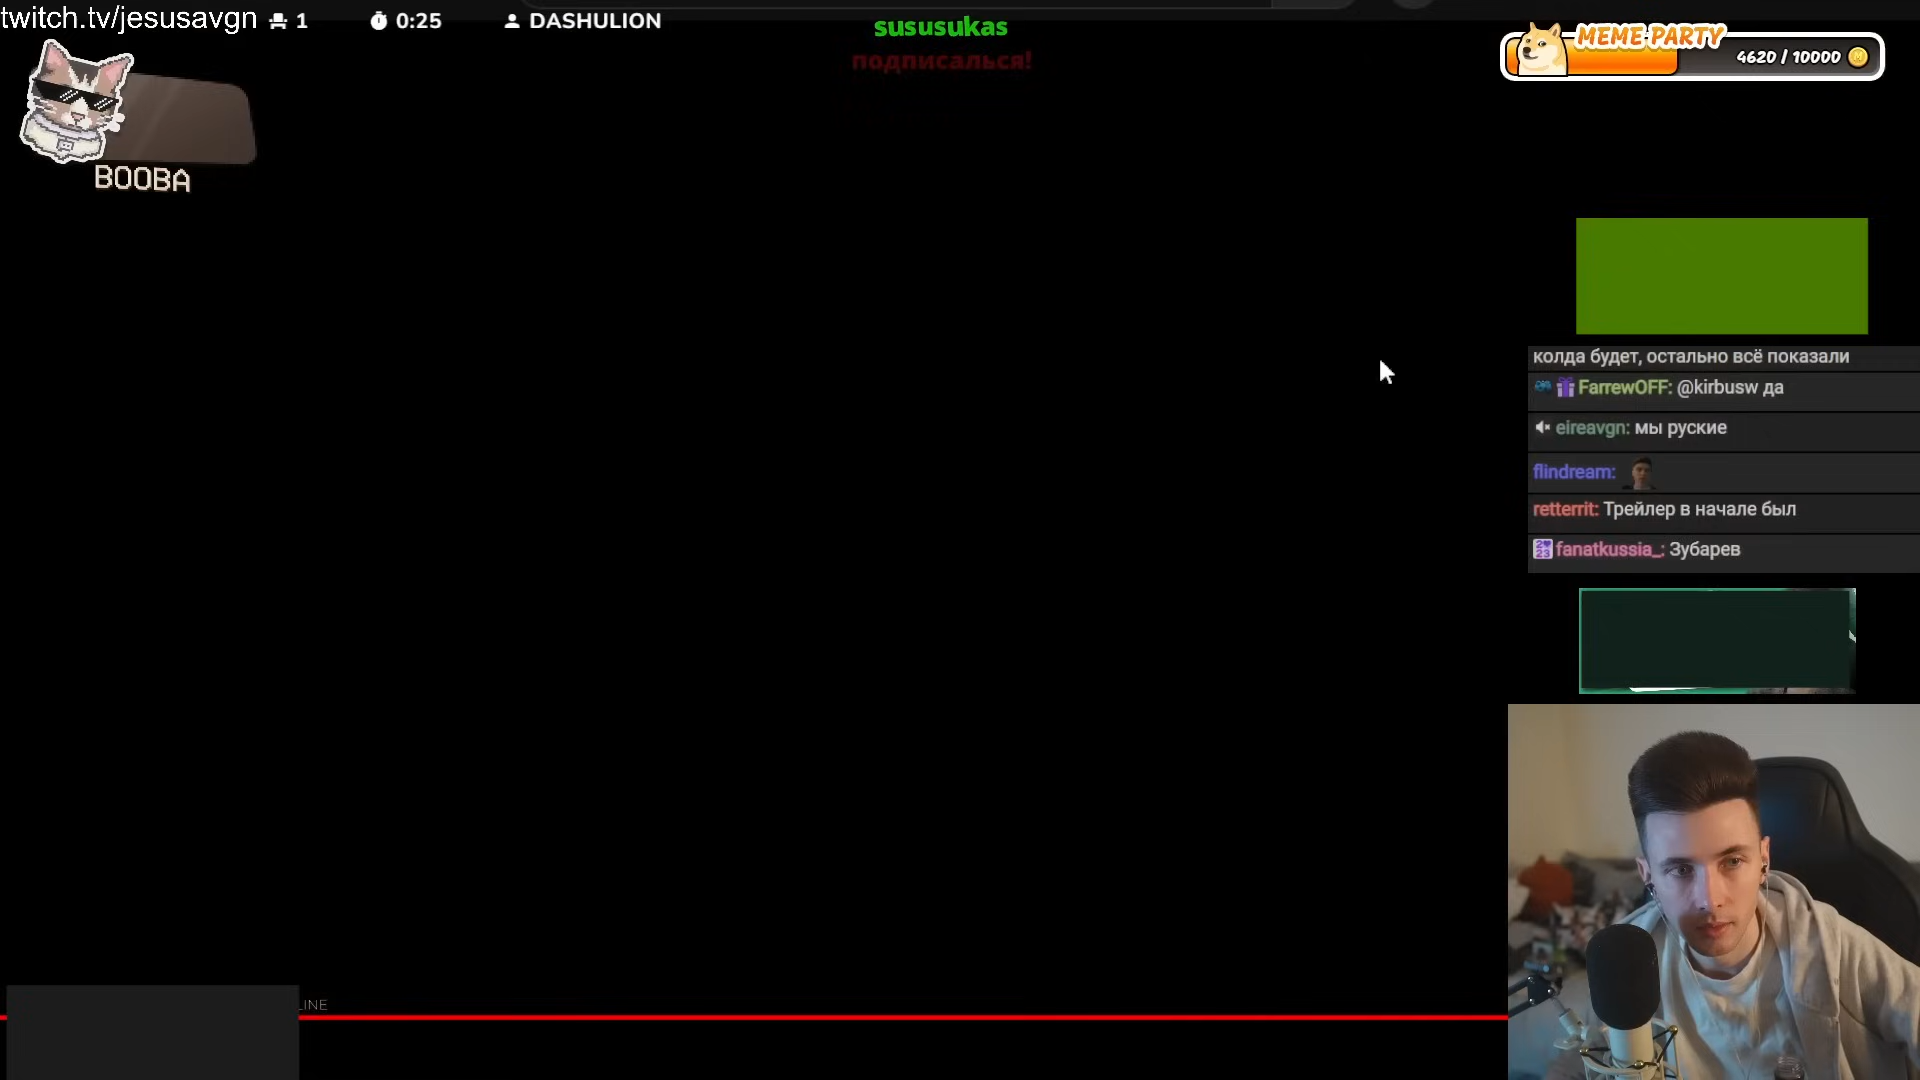 twitch.tv/jesusavgn 1 0:25 DASHULION
sususukas
подписалься!
MEME PARTY
4620 / 10000
BOOBA
колда будет, остально всё показали
FarrewOFF: @kirbusw да
eireavgn: мы руские
flindream:
retterrit: Трейлер в начале был
fanatkussia_: Зубарев
LINE